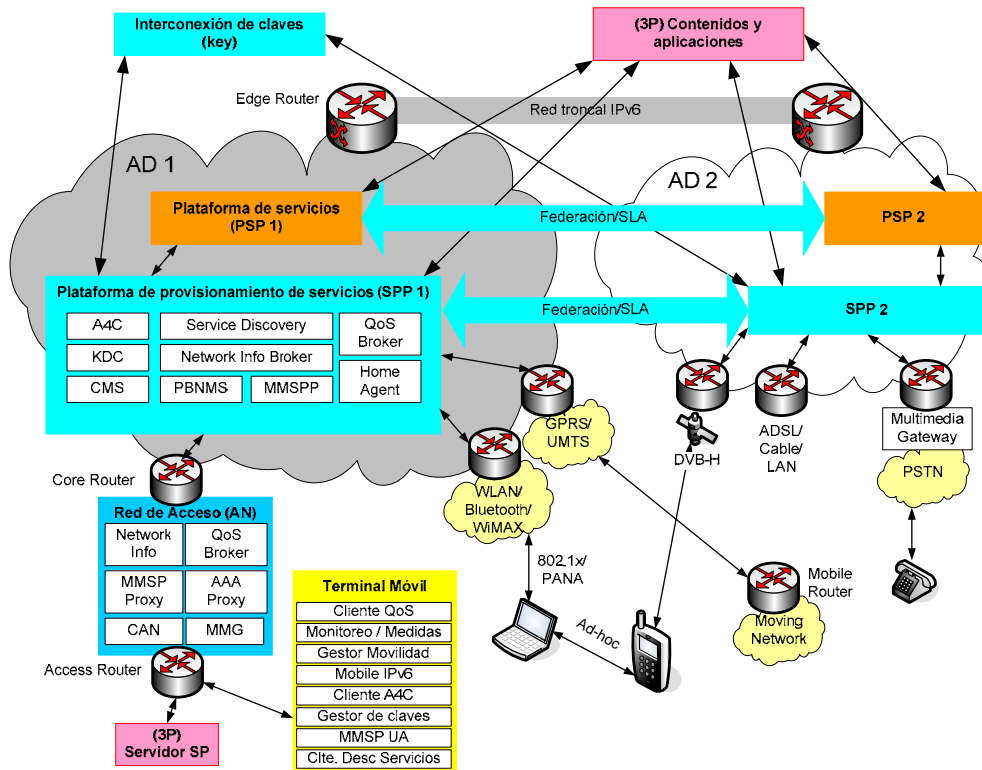 Interconexión de claves
(key)
(3P) Contenidos y
aplicaciones
Edge Router
Red troncal IPv6
AD 1
AD 2
Plataforma de servicios
(PSP 1)
Federación/SLA
PSP 2
Plataforma de provisionamiento de servicios (SPP 1)
A4C
Service Discovery
QoS
Broker
KDC
Network Info Broker
Home
Agent
CMS
PBNMS
MMSPP
Federación/SLA
SPP 2
GPRS/
UMTS
DVB-H
ADSL/
Cable/
LAN
Multimedia
Gateway
PSTN
Core Router
WLAN/
Bluetooth/
WiMAX
Red de Acceso (AN)
Network
Info
QoS
Broker
MMSP
Proxy
AAA
Proxy
CAN
MMG
802.1x/
PANA
Mobile
Router
Moving
Network
Ad-hoc
Access Router
(3P)
Servidor SP
Terminal Móvil
Cliente QoS
Monitoreo / Medidas
Gestor Movilidad
Mobile IPv6
Cliente A4C
Gestor de claves
MMSP UA
Clte. Desc Servicios